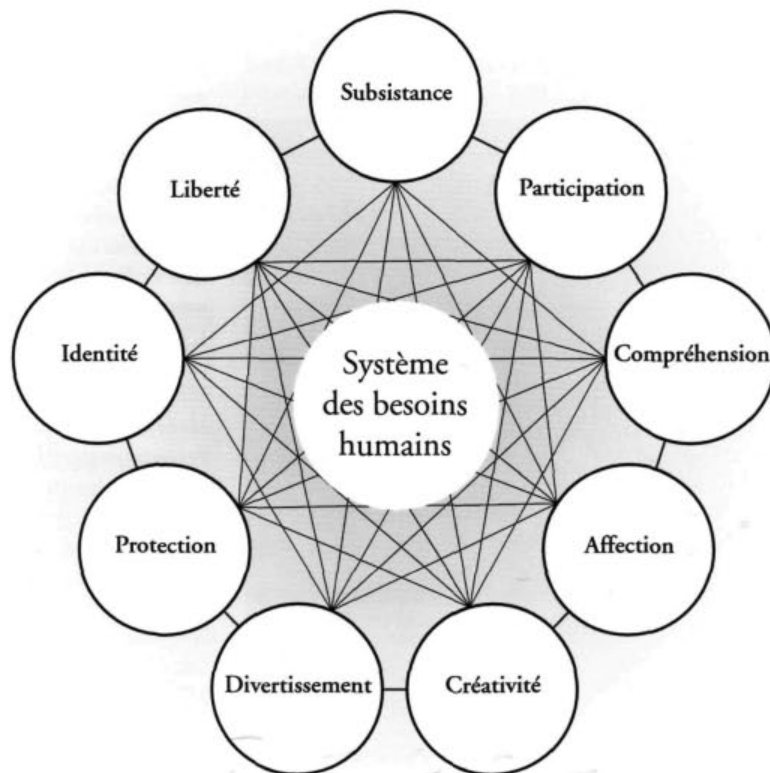 Subsistance
Liberté
Participation
Identité
Système
des besoins
humains
Compréhension
Protection
Affection
Divertissement
Créativité